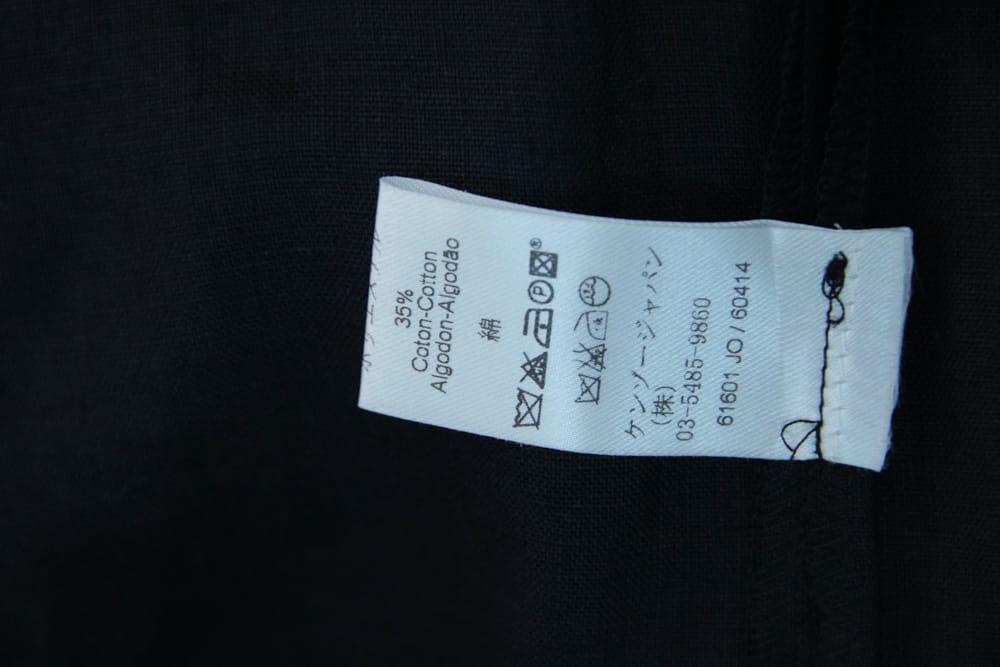 35%
Coton-Cotton
Algodon-Algodão
綿
P
®
ケンゾージャパン
(株)
03-5485-9860
61601 JO / 60414